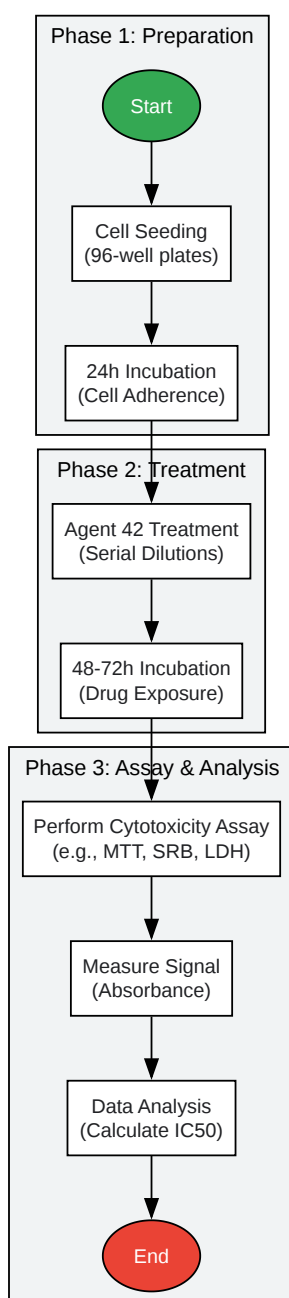 Phase 1: Preparation
Start
Cell Seeding
(96-well plates)
24h Incubation
(Cell Adherence)
Phase 2: Treatment
Agent 42 Treatment
(Serial Dilutions)
48-72h Incubation
(Drug Exposure)
Phase 3: Assay & Analysis
Perform Cytotoxicity Assay
(e.g., MTT, SRB, LDH)
Measure Signal
(Absorbance)
Data Analysis
(Calculate IC50)
End